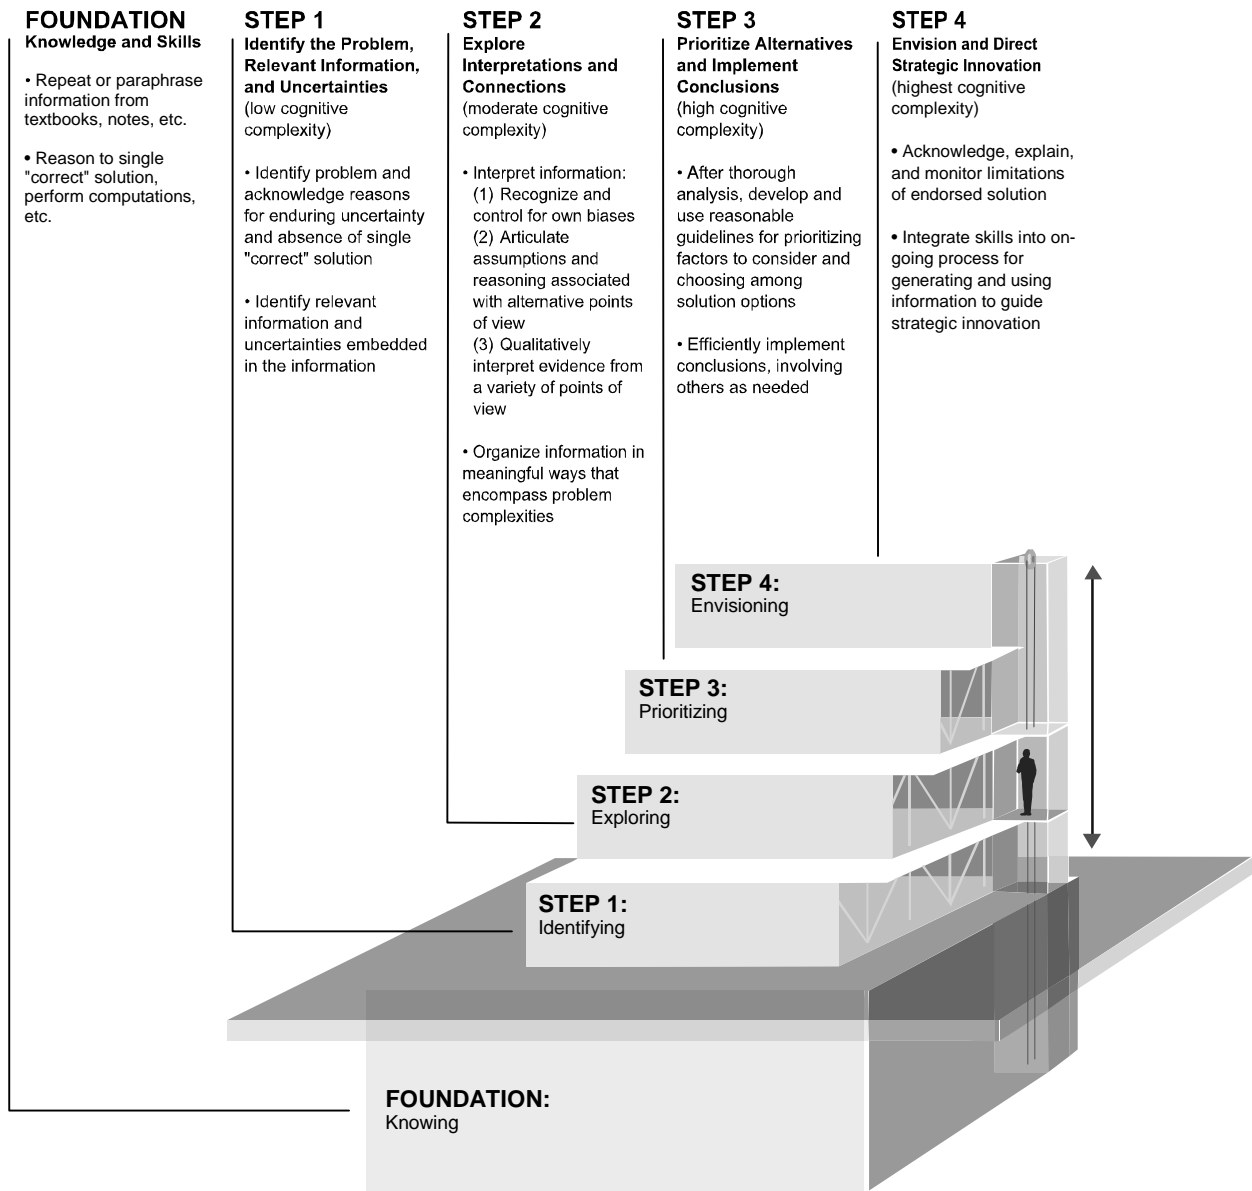 FOUNDATION
Knowledge and Skills
• Repeat or paraphrase
information from
textbooks, notes, etc.
• Reason to single
"correct" solution,
perform computations,
etc.
STEP 1
Identify the Problem,
Relevant Information,
and Uncertainties
(low cognitive
complexity)
• Identify problem and
acknowledge reasons
for enduring uncertainty
and absence of single
"correct" solution
• Identify relevant
information and
uncertainties embedded
in the information
STEP 2
Explore
Interpretations and
Connections
(moderate cognitive
complexity)
• Interpret information:
(1) Recognize and
control for own biases
(2) Articulate
assumptions and
reasoning associated
with alternative points
of view
(3) Qualitatively
interpret evidence from
a variety of points of
view
• Organize information in
meaningful ways that
encompass problem
complexities
STEP 3
Prioritize Alternatives
and Implement
Conclusions
(high cognitive
complexity)
• After thorough
analysis, develop and
use reasonable
guidelines for prioritizing
factors to consider and
choosing among
solution options
• Efficiently implement
conclusions, involving
others as needed
STEP 4
Envision and Direct
Strategic Innovation
(highest cognitive
complexity)
• Acknowledge, explain,
and monitor limitations
of endorsed solution
• Integrate skills into on-
going process for
generating and using
information to guide
strategic innovation
STEP 4:
Envisioning
STEP 3:
Prioritizing
STEP 2:
Exploring
STEP 1:
Identifying
FOUNDATION:
Knowing